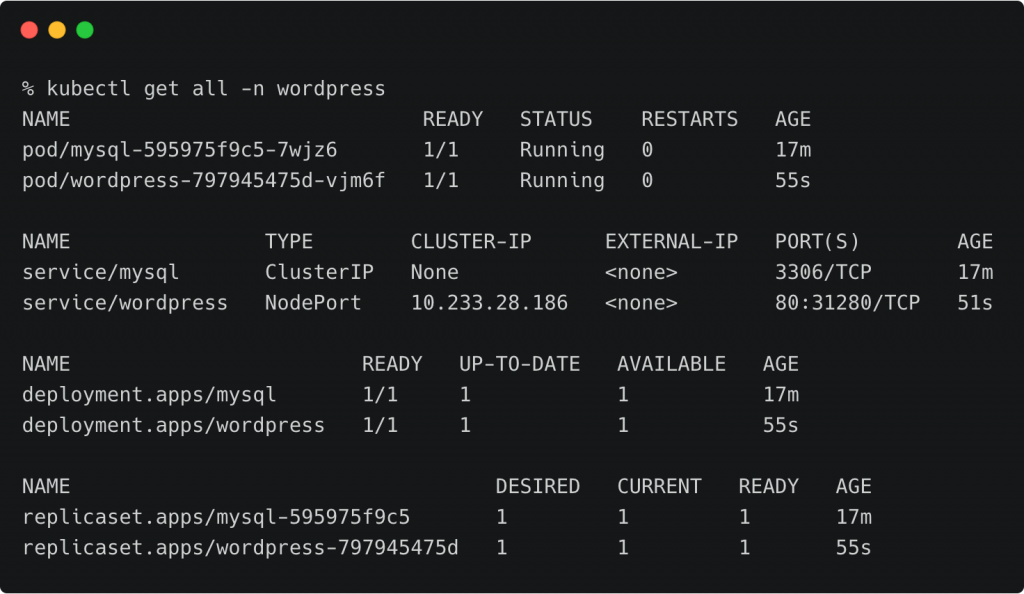 % kubectl get all -n wordpress
NAME                             READY   STATUS    RESTARTS   AGE
pod/mysql-595975f9c5-7wjz6       1/1     Running   0          17m
pod/wordpress-797945475d-vjm6f   1/1     Running   0          55s

NAME                TYPE        CLUSTER-IP      EXTERNAL-IP   PORT(S)        AGE
service/mysql       ClusterIP   None            <none>        3306/TCP       17m
service/wordpress   NodePort    10.233.28.186   <none>        80:31280/TCP   51s

NAME                        READY   UP-TO-DATE   AVAILABLE   AGE
deployment.apps/mysql       1/1     1            1           17m
deployment.apps/wordpress   1/1     1            1           55s

NAME                                   DESIRED   CURRENT   READY   AGE
replicaset.apps/mysql-595975f9c5       1         1         1       17m
replicaset.apps/wordpress-797945475d   1         1         1       55s